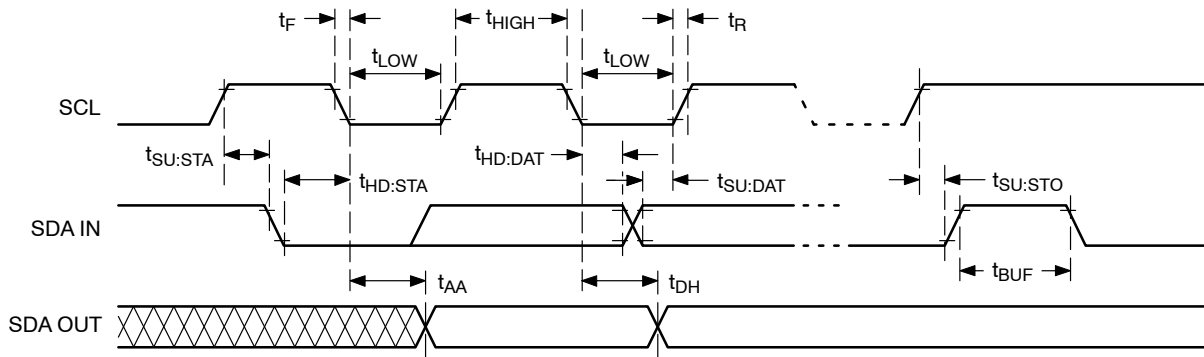 tF
tHIGH
tR
tLOW
tLOW
SCL
tSU:STA
tHD:STA
tHD:DAT
tSU:DAT
tSU:STO
SDA IN
tBUF
tAA
tDH
SDA OUT